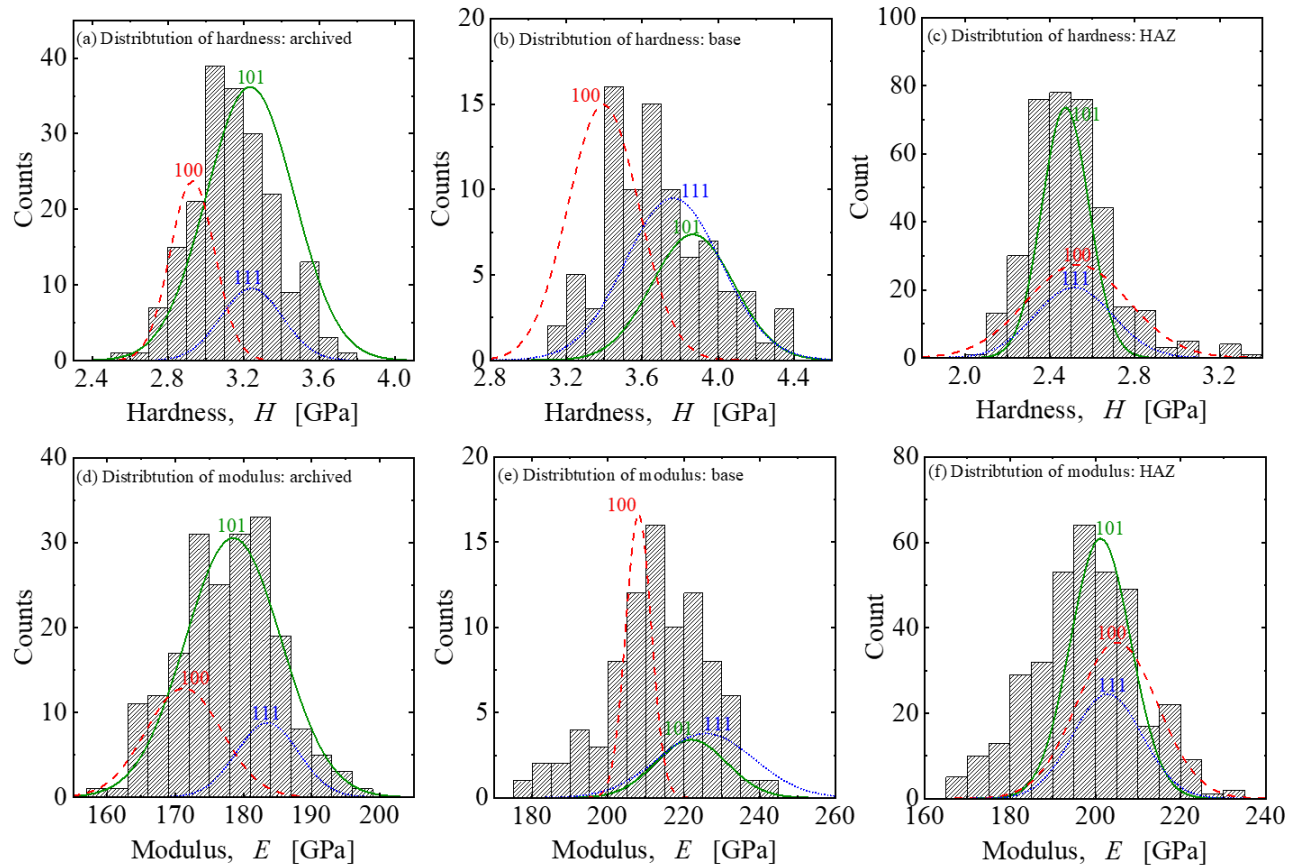 (a) Distribtution of hardness: archived
40
30
20
10
0
Counts
100
101
111
2.4 2.8 3.2 3.6 4.0
Hardness, H [GPa]
(b) Distribtution of hardness: base
20
15
10
5
0
Counts
100
111
101
2.8 3.2 3.6 4.0 4.4
Hardness, H [GPa]
(c) Distribtution of hardness: HAZ
100
80
60
40
20
0
Count
101
100
111
2.0 2.4 2.8 3.2
Hardness, H [GPa]
(d) Distribtution of modulus: archived
40
30
20
10
0
Counts
101
100
111
160 170 180 190 200
Modulus, E [GPa]
(e) Distribtution of modulus: base
20
15
10
5
0
Counts
100
111
101
180 200 220 240 260
Modulus, E [GPa]
(f) Distribtution of modulus: HAZ
80
60
40
20
0
Count
101
100
111
160 180 200 220 240
Modulus, E [GPa]